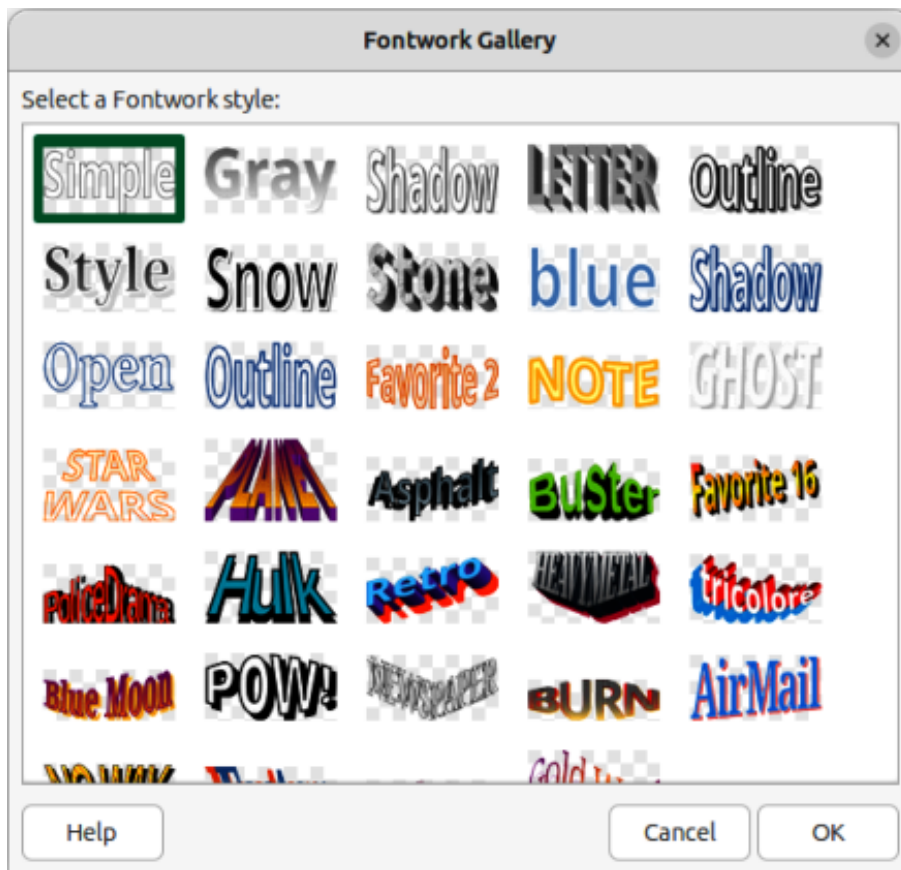 Fontwork Gallery
Select a Fontwork style:
Simple Gray Shadow LETTER Outline
Style Snow Stone blue Shadow
Open Outline Favorite 2 NOTE GHOST
STAR WARS PLANET Asphalt BUSter Favorite 16
PoliceDrama Hulk Retro HEAVYMETAL tricolore
Blue Moon POW! NEWSPAPER BURN AirMail
Help Cancel OK